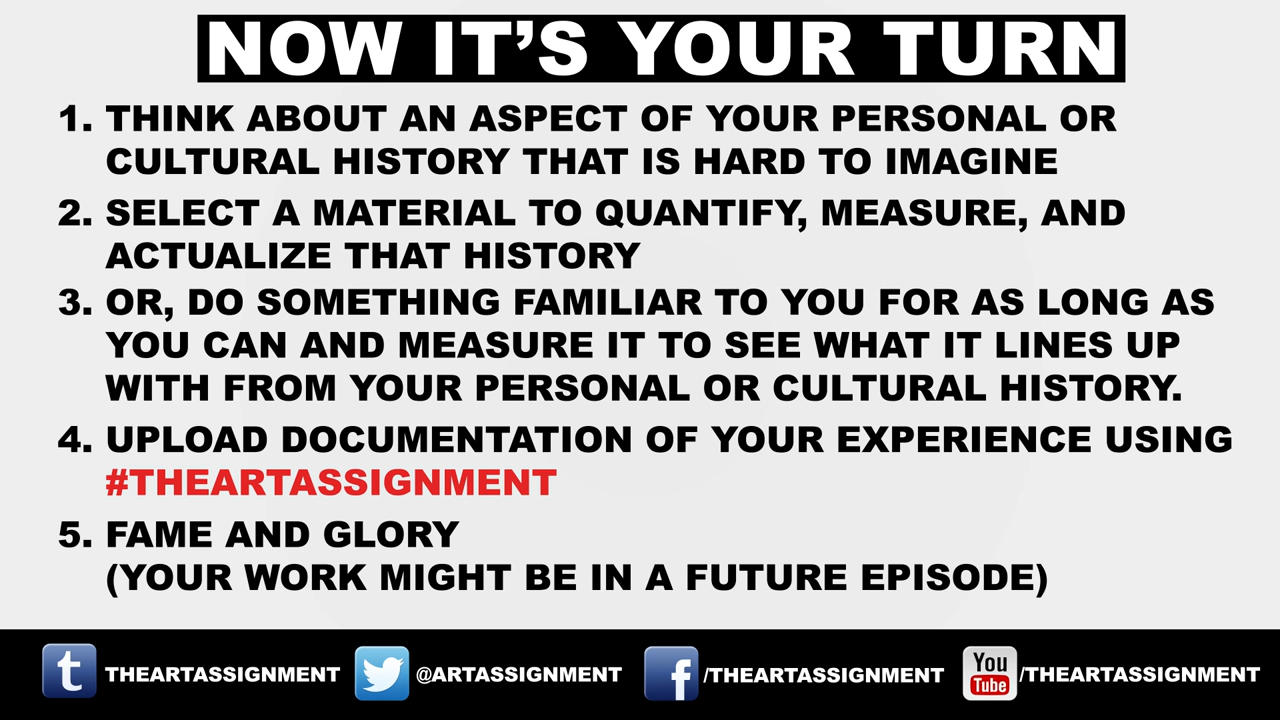 NOW IT'S YOUR TURN
1. THINK ABOUT AN ASPECT OF YOUR PERSONAL OR
CULTURAL HISTORY THAT IS HARD TO IMAGINE
2. SELECT A MATERIAL TO QUANTIFY, MEASURE, AND
ACTUALIZE THAT HISTORY
3. OR, DO SOMETHING FAMILIAR TO YOU FOR AS LONG AS
YOU CAN AND MEASURE IT TO SEE WHAT IT LINES UP
WITH FROM YOUR PERSONAL OR CULTURAL HISTORY.
4. UPLOAD DOCUMENTATION OF YOUR EXPERIENCE USING
#THEARTASSIGNMENT
5. FAME AND GLORY
(YOUR WORK MIGHT BE IN A FUTURE EPISODE)
t THEARTASSIGNMENT @ARTASSIGNMENT f /THEARTASSIGNMENT You Tube /THEARTASSIGNMENT